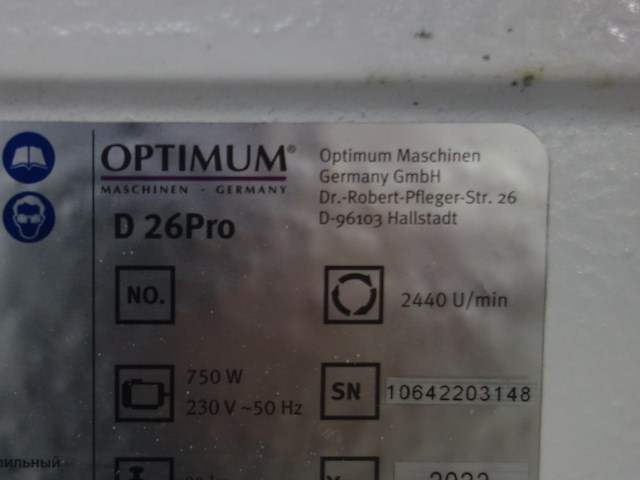 OPTIMUM®
MASCHINEN - GERMANY
Optimum Maschinen
Germany GmbH
Dr.-Robert-Pfleger-Str. 26
D-96103 Hallstadt
D 26Pro
NO.
2440 U/min
750 W
230 V ~50 Hz
SN
10642203148